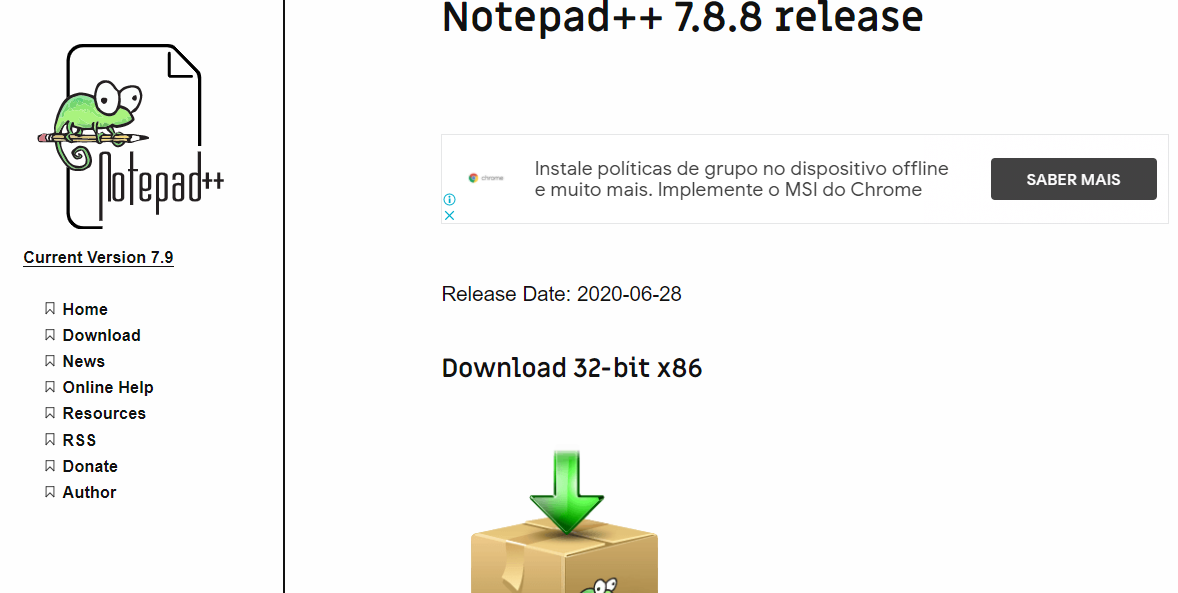 Notepad++ 7.8.8 release
Notepad++
Current Version 7.9
Home
Download
News
Online Help
Resources
RSS
Donate
Author
chrome
Instale políticas de grupo no dispositivo offline
e muito mais. Implemente o MSI do Chrome
SABER MAIS
Release Date: 2020-06-28
Download 32-bit x86